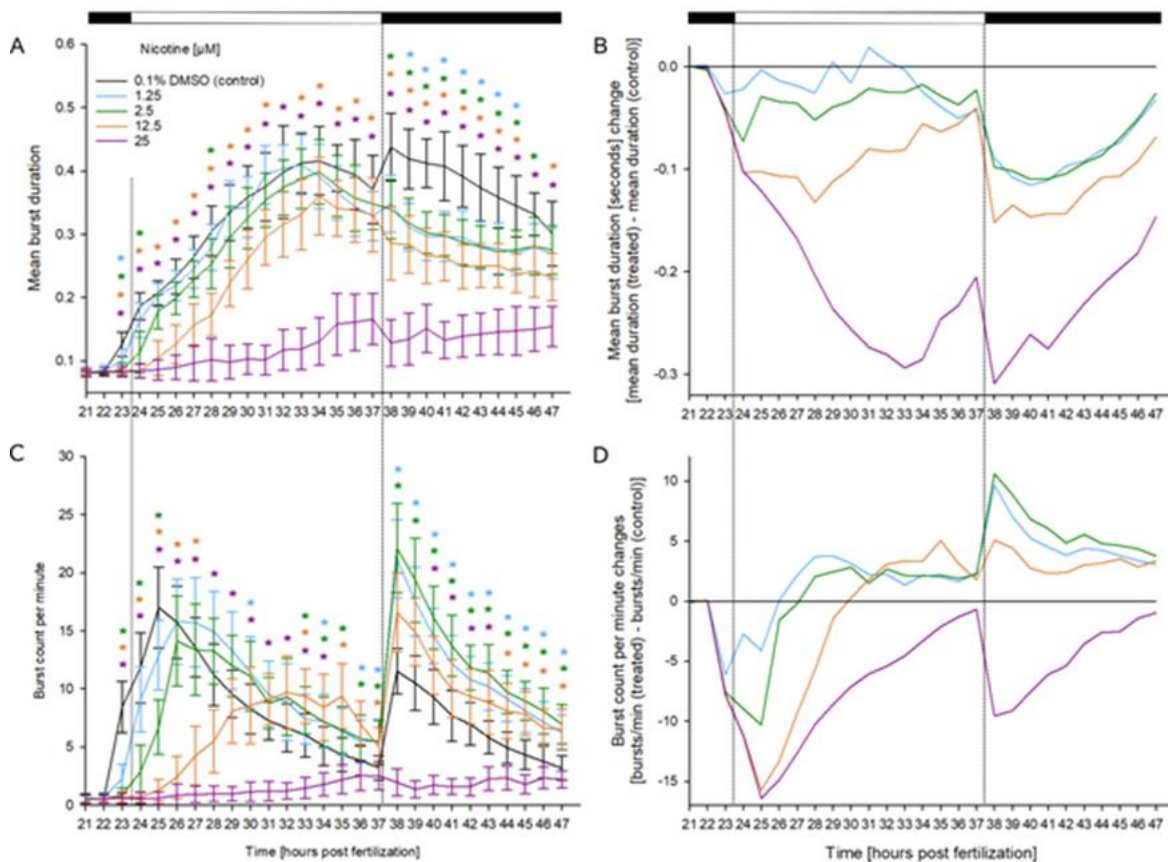 A
Nicotine [µM]
0.1% DMSO (control)
1.25
2.5
12.5
25
Mean burst duration
0.6
0.5
0.4
0.3
0.2
0.1
21 22 23 24 25 26 27 28 29 30 31 32 33 34 35 36 37 38 39 40 41 42 43 44 45 46 47
B
Mean burst duration [seconds] change
[mean duration (treated) - mean duration (control)]
0.0
-0.1
-0.2
-0.3
21 22 23 24 25 26 27 28 29 30 31 32 33 34 35 36 37 38 39 40 41 42 43 44 45 46 47
C
Burst count per minute
30
25
20
15
10
5
0
21 22 23 24 25 26 27 28 29 30 31 32 33 34 35 36 37 38 39 40 41 42 43 44 45 46 47
Time [hours post fertilization]
D
Burst count per minute changes
[bursts/min (treated) - bursts/min (control)]
10
5
0
-5
-10
-15
21 22 23 24 25 26 27 28 29 30 31 32 33 34 35 36 37 38 39 40 41 42 43 44 45 46 47
Time [hours post fertilization]